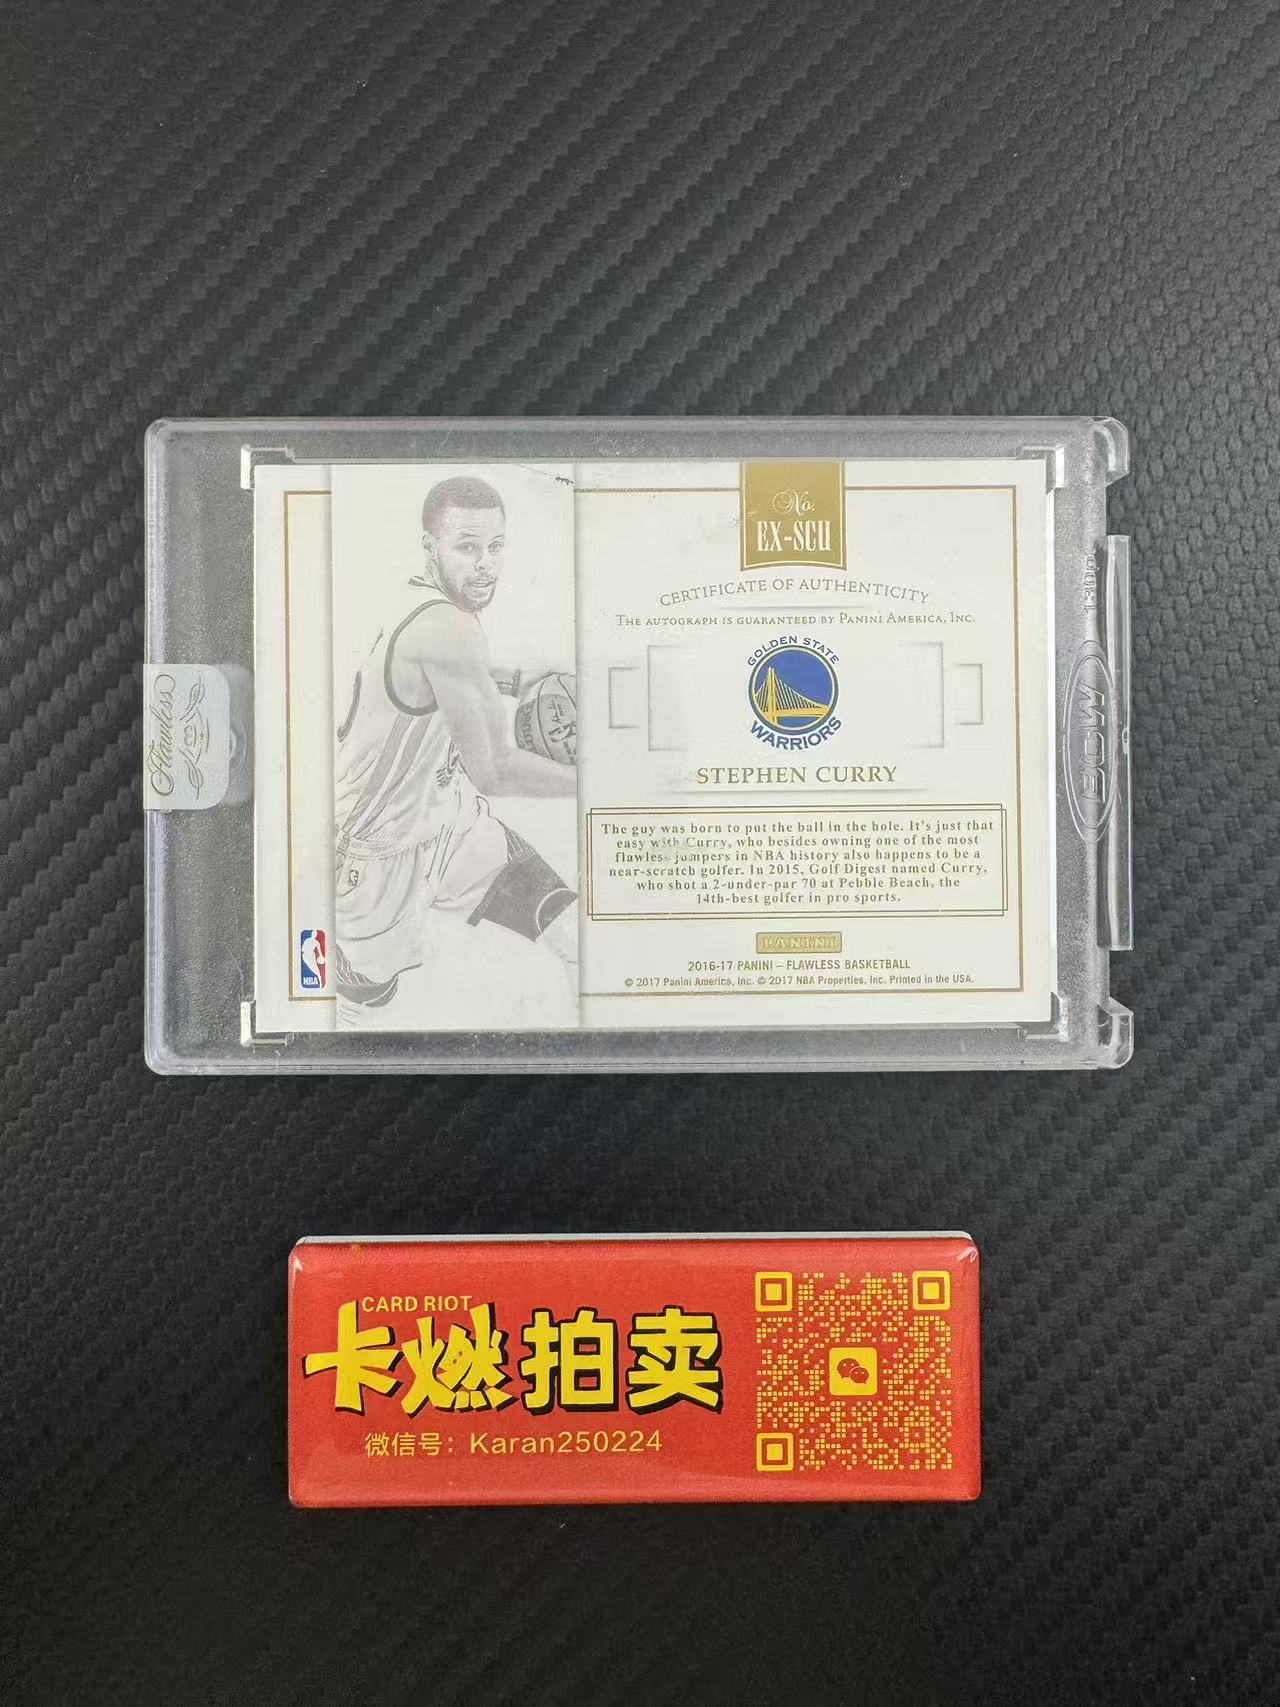 No.
EX-SCU
CERTIFICATE OF AUTHENTICITY
THE AUTOGRAPH IS GUARANTEED BY PANINI AMERICA, INC.
GOLDEN STATE
WARRIORS
STEPHEN CURRY
The guy was born to put the ball in the hole. It's just that
easy with Curry, who besides owning one of the most
flawless jumpers in NBA history also happens to be a
near-scratch golfer. In 2015, Golf Digest named Curry,
who shot a 2-under-par 70 at Pebble Beach, the
14th-best golfer in pro sports.
PANINI
2016-17 PANINI – FLAWLESS BASKETBALL
© 2017 Panini America, Inc. © 2017 NBA Properties, Inc. Printed in the USA.
NBA
Flawless
130pt
CARD RIOT
卡燃拍卖
微信号：Karan250224